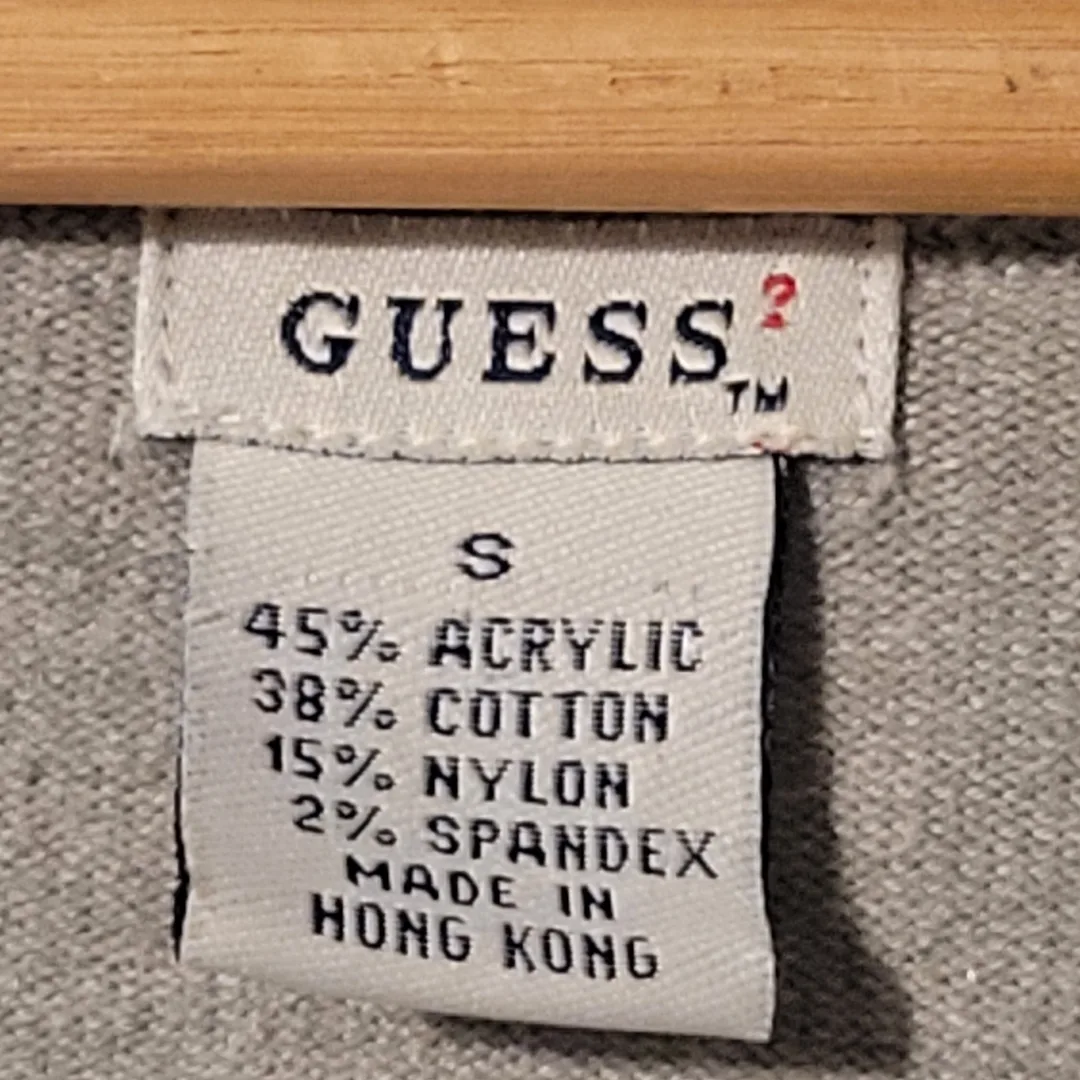 GUESS?
TM
S
45% ACRYLIC
38% COTTON
15% NYLON
2% SPANDEX
MADE IN
HONG KONG